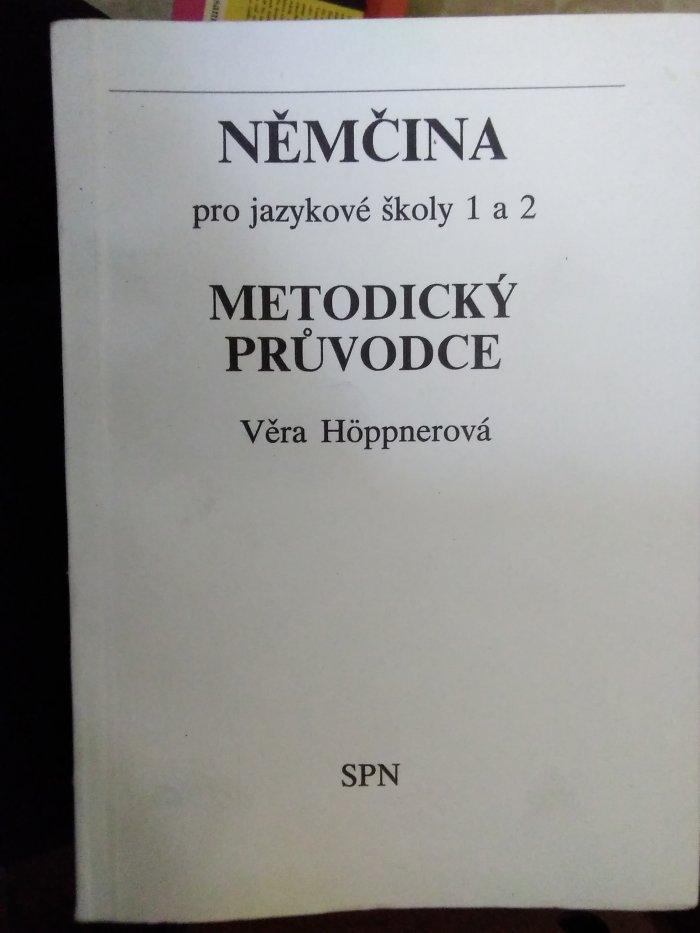 NĚMČINA
pro jazykové školy 1 a 2
METODICKÝ
PRŮVODCE
Věra Höppnerová
SPN